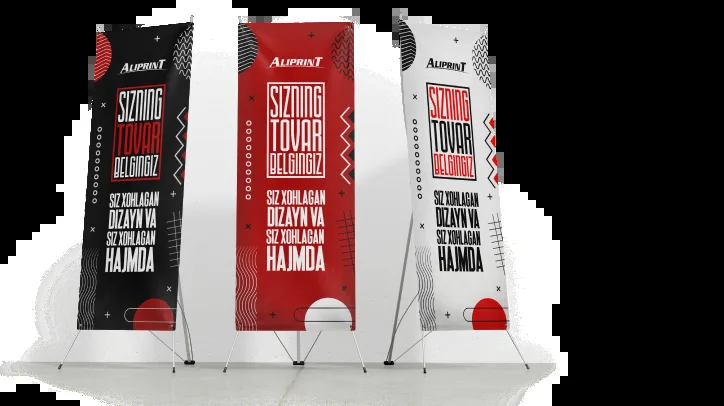 ALIPRINT
SIZNING
TOVAR
BELGINGIZ
SIZ XOHLAGAN
DIZAYN VA
SIZ XOHLAGAN
HAJMDA
ALIPRINT
SIZNING
TOVAR
BELGINGIZ
SIZ XOHLAGAN
DIZAYN VA
SIZ XOHLAGAN
HAJMDA
ALIPRINT
SIZNING
TOVAR
BELGINGIZ
SIZ XOHLAGAN
DIZAYN VA
SIZ XOHLAGAN
HAJMDA